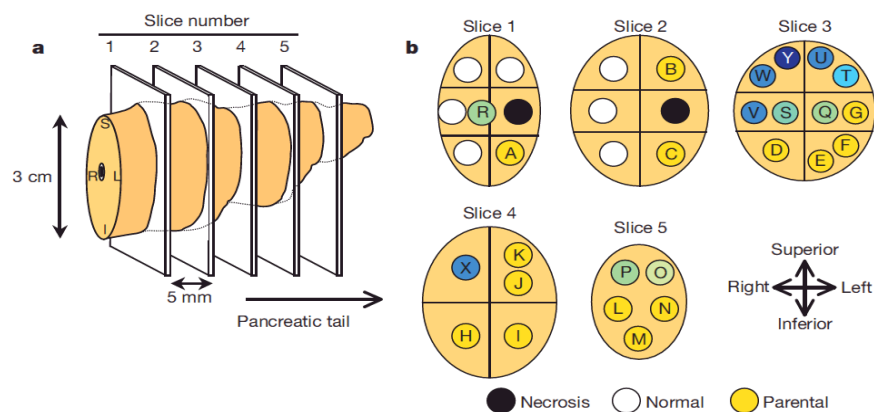 a
Slice number
1 2 3 4 5
S
R L
I
3 cm
5 mm
Pancreatic tail
b
Slice 1
R
A
Slice 2
B
C
Slice 3
Y U
W T
V S Q G
D F
E
Slice 4
X K
J
H I
Slice 5
P O
L N
M
Superior
Right Left
Inferior
Necrosis Normal Parental